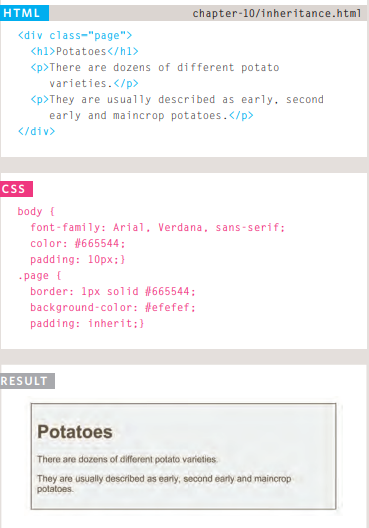 HTML
chapter-10/inheritance.html
<div class="page">
<h1>Potatoes</h1>
<p>There are dozens of different potato
varieties.</p>
<p>They are usually described as early, second
early and maincrop potatoes.</p>
</div>
CSS
body {
font-family: Arial, Verdana, sans-serif;
color: #665544;
padding: 10px;}
.page {
border: 1px solid #665544;
background-color: #efefef;
padding: inherit;}
RESULT
Potatoes
There are dozens of different potato varieties.
They are usually described as early, second early and maincrop
potatoes.